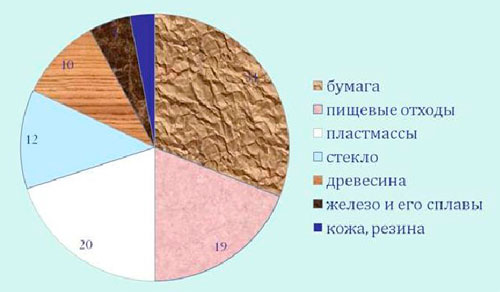 10
12
20
19
бумага
пищевые отходы
пластмассы
стекло
древесина
железо и его сплавы
кожа, резина